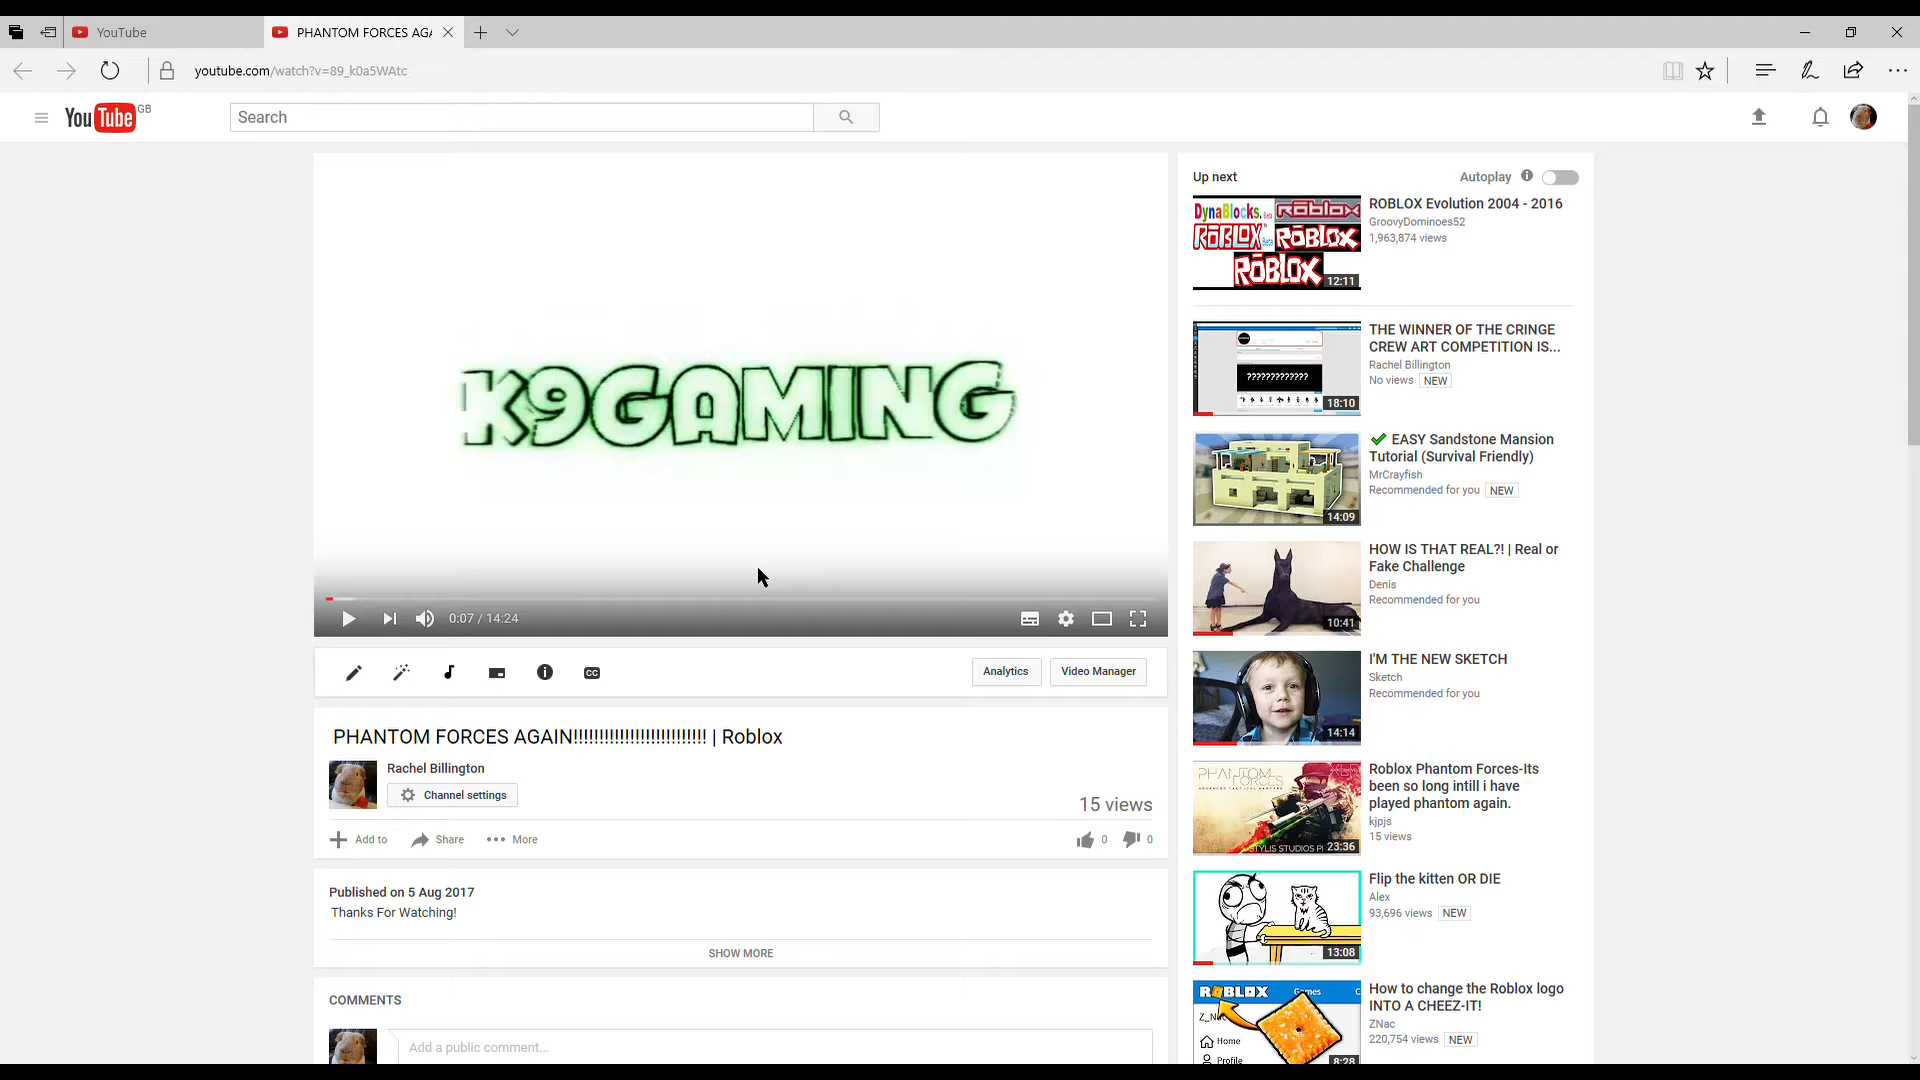 YouTube
PHANTOM FORCES AGA
youtube.com/watch?v=89_k0a5WAtc
YouTube GB
Search
K9GAMING
0:07 / 14:24
Analytics
Video Manager
PHANTOM FORCES AGAIN!!!!!!!!!!!!!!!!!!!!!!!!!! | Roblox
Rachel Billington
Channel settings
15 views
Add to
Share
More
0
0
Published on 5 Aug 2017
Thanks For Watching!
SHOW MORE
COMMENTS
Add a public comment...
Up next
Autoplay
DynaBlocks. Beta
ROBLOX
ROBLOX Beta
ROBLOX
ROBLOX
12:11
ROBLOX Evolution 2004 - 2016
GroovyDominoes52
1,963,874 views
?????????????
18:10
THE WINNER OF THE CRINGE
CREW ART COMPETITION IS...
Rachel Billington
No views NEW
14:09
EASY Sandstone Mansion
Tutorial (Survival Friendly)
MrCrayfish
Recommended for you NEW
10:41
HOW IS THAT REAL?! | Real or
Fake Challenge
Denis
Recommended for you
14:14
I'M THE NEW SKETCH
Sketch
Recommended for you
PHANTOM
FORCES
STYLIS STUDIOS
23:36
Roblox Phantom Forces-Its
been so long intill i have
played phantom again.
kjpjs
15 views
13:08
Flip the kitten OR DIE
Alex
93,696 views NEW
ROBLOX Games
Z_N
Home
Profile
8:28
How to change the Roblox logo
INTO A CHEEZ-IT!
ZNac
220,754 views NEW